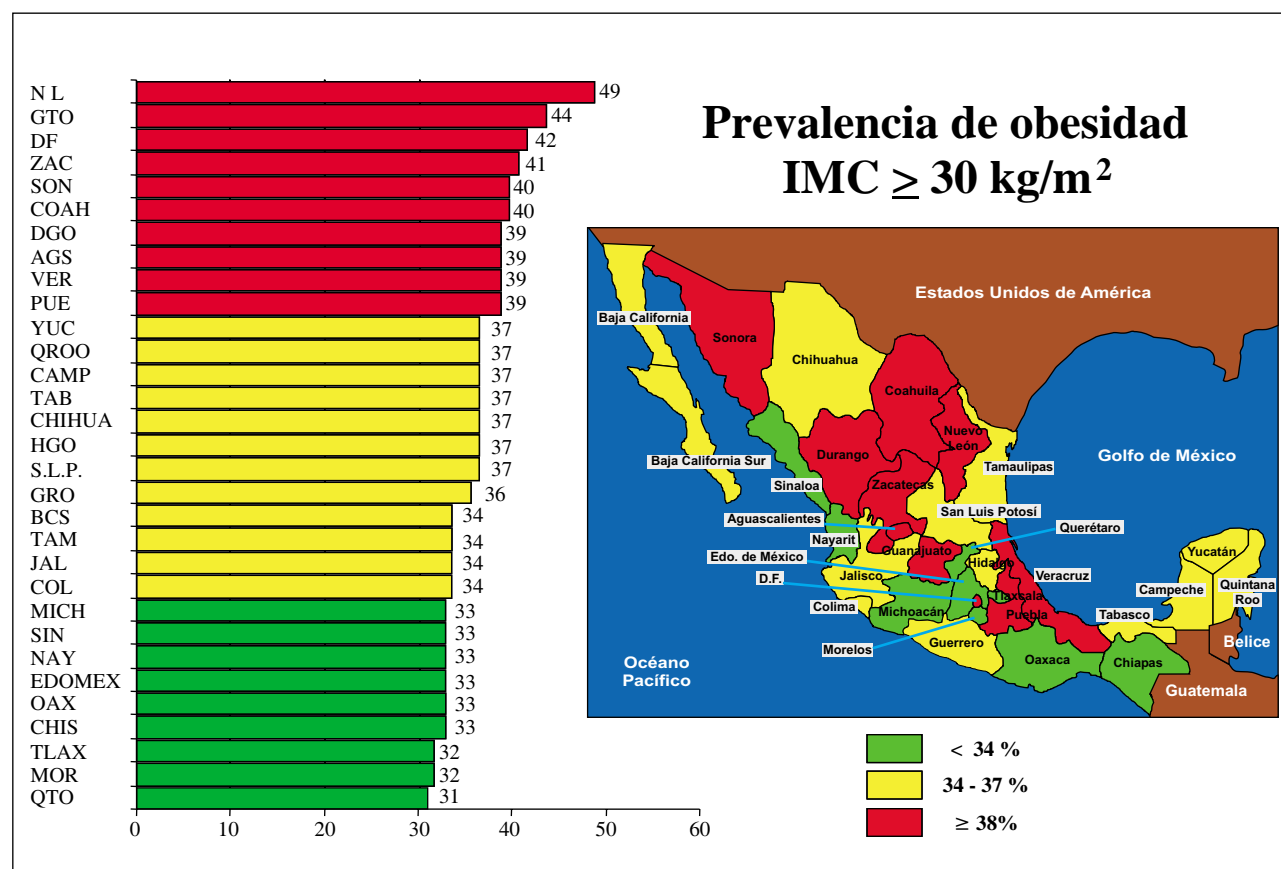 N L 49
GTO 44
DF 42
ZAC 41
SON 40
COAH 40
DGO 39
AGS 39
VER 39
PUE 39
YUC 37
QROO 37
CAMP 37
TAB 37
CHIHUA 37
HGO 37
S.L.P. 37
GRO 36
BCS 34
TAM 34
JAL 34
COL 34
MICH 33
SIN 33
NAY 33
EDOMEX 33
OAX 33
CHIS 33
TLAX 32
MOR 32
QTO 31
0 10 20 30 40 50 60
Prevalencia de obesidad
IMC ≥ 30 kg/m²
Estados Unidos de América
Baja California
Sonora
Chihuahua
Coahuila
Nuevo
León
Durango
Golfo de México
Baja California Sur
Tamaulipas
Sinaloa
Zacatecas
San Luis Potosí
Aguascalientes
Querétaro
Nayarit
Guanajuato
Yucatán
Edo. de México
Hidalgo
Jalisco
Veracruz
D.F.
Campeche
Quintana
Roo
Tlaxcala
Colima
Michoacán
Puebla
Tabasco
Morelos
Guerrero
Belice
Océano
Pacífico
Oaxaca
Chiapas
Guatemala
< 34 %
34 - 37 %
≥ 38%